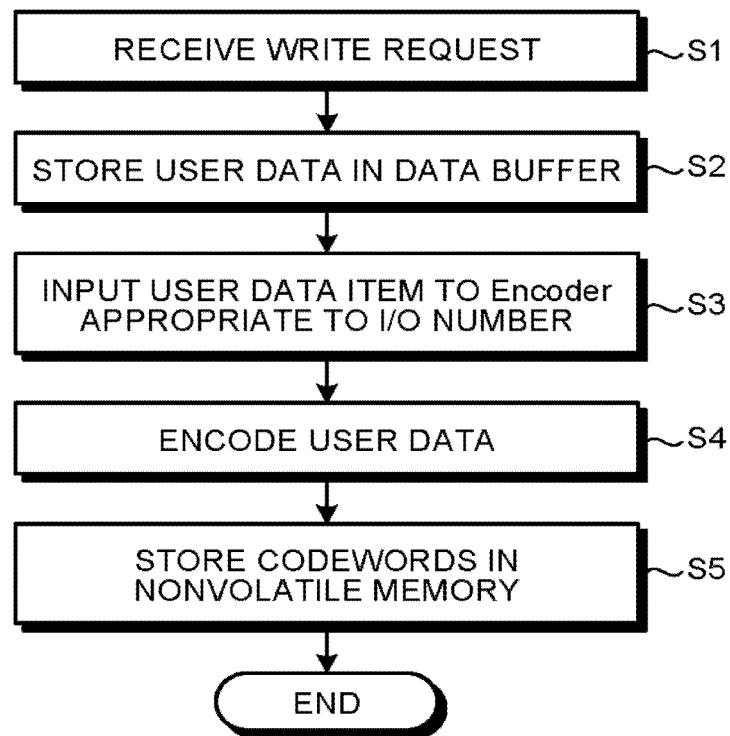 RECEIVE WRITE REQUEST
S1
STORE USER DATA IN DATA BUFFER
S2
INPUT USER DATA ITEM TO Encoder
APPROPRIATE TO I/O NUMBER
S3
ENCODE USER DATA
S4
STORE CODEWORDS IN
NONVOLATILE MEMORY
S5
END